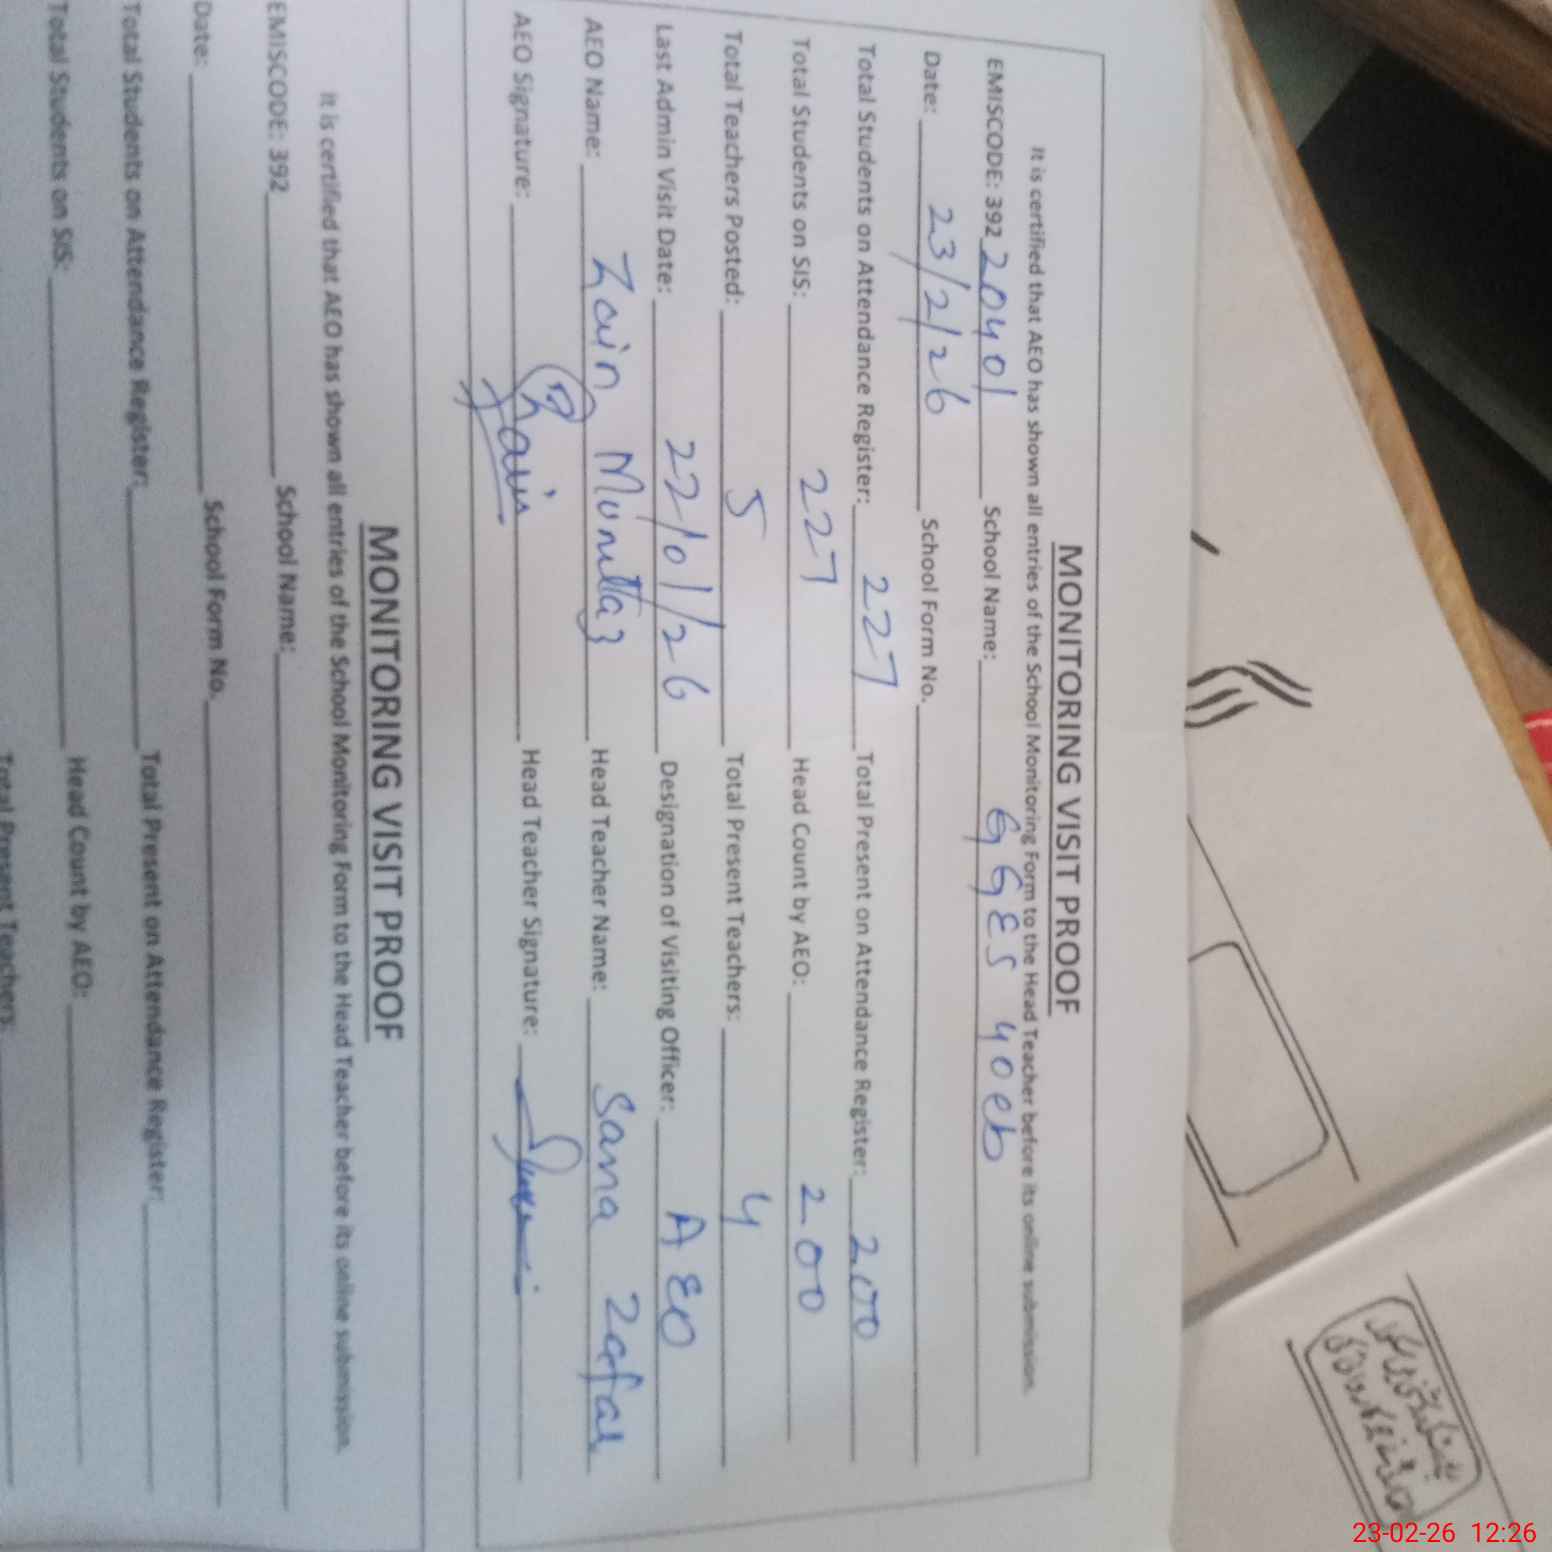 MONITORING VISIT PROOF
It is certified that AEO has shown all entries of the School Monitoring Form to the Head Teacher before its online submission.
EMISCODE: 392 20401 School Name: GGES 40eb
Date: 23/2/26 School Form No.
Total Students on Attendance Register: 227 Total Present on Attendance Register: 200
Total Students on SIS: 227 Head Count by AEO: 200
Total Teachers Posted: 5 Total Present Teachers: 4
Last Admin Visit Date: 22/01/26 Designation of Visiting Officer: AEO
AEO Name: Zain Mumtaz Head Teacher Name: Sana Zafar
AEO Signature: Head Teacher Signature:
MONITORING VISIT PROOF
It is certified that AEO has shown all entries of the School Monitoring Form to the Head Teacher before its online submission.
EMISCODE: 392 School Name:
Date: School Form No.
Total Students on Attendance Register: Total Present on Attendance Register:
Total Students on SIS: Head Count by AEO:
Total Present Teachers:
23-02-26 12:26